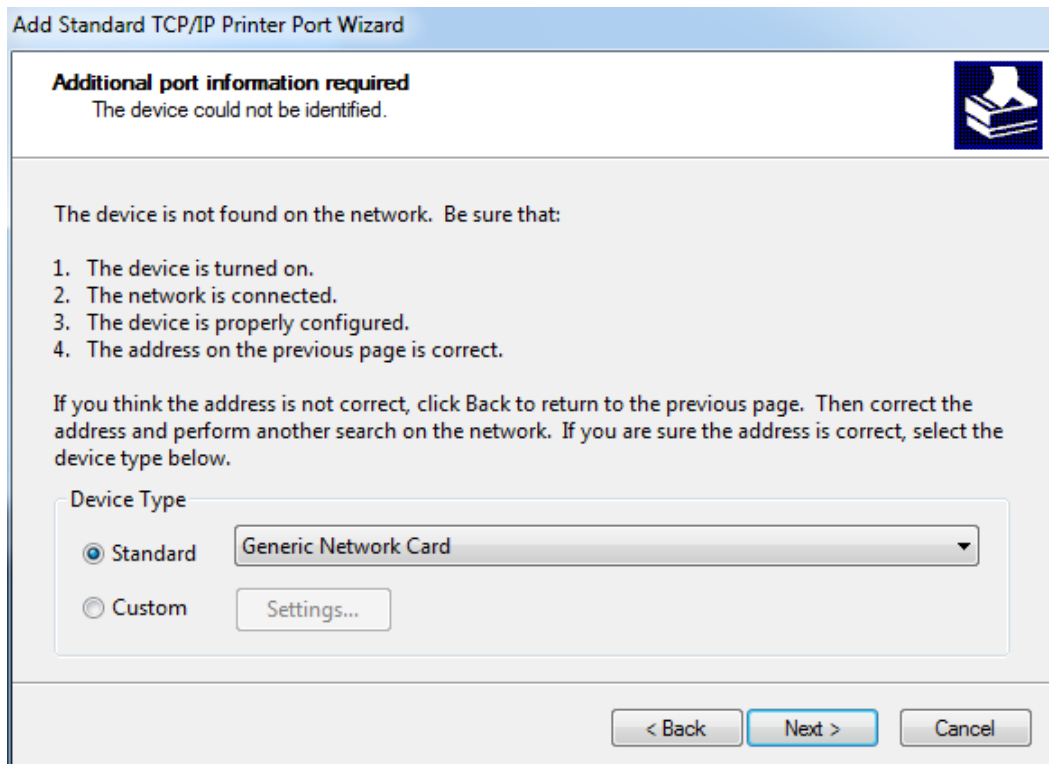 Add Standard TCP/IP Printer Port Wizard
Additional port information required
The device could not be identified.
The device is not found on the network.  Be sure that:
1.  The device is turned on.
2.  The network is connected.
3.  The device is properly configured.
4.  The address on the previous page is correct.
If you think the address is not correct, click Back to return to the previous page.  Then correct the
address and perform another search on the network.  If you are sure the address is correct, select the
device type below.
Device Type
Standard
Generic Network Card
Custom
Settings...
< Back
Next >
Cancel